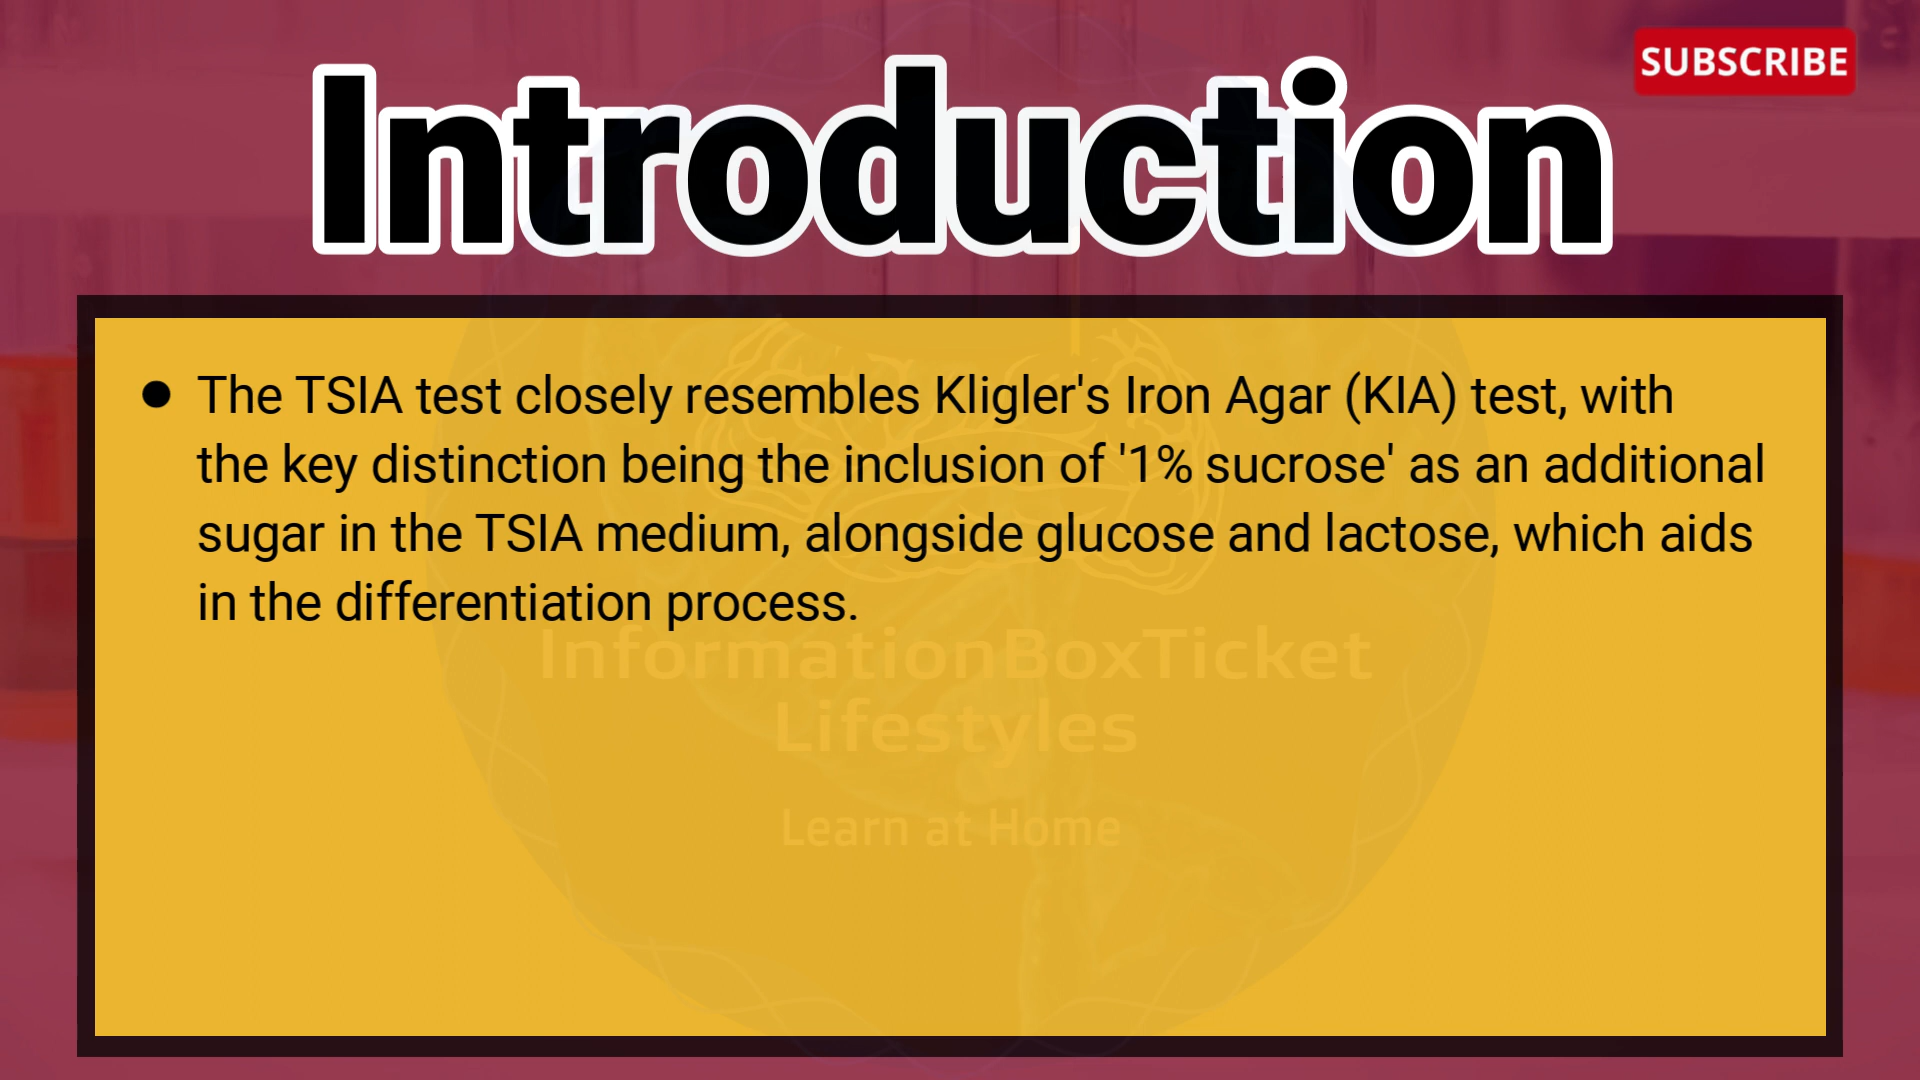 SUBSCRIBE
Introduction
● The TSIA test closely resembles Kligler's Iron Agar (KIA) test, with
the key distinction being the inclusion of '1% sucrose' as an additional
sugar in the TSIA medium, alongside glucose and lactose, which aids
in the differentiation process.
InformationBoxTicket
Lifestyles
Learn at Home